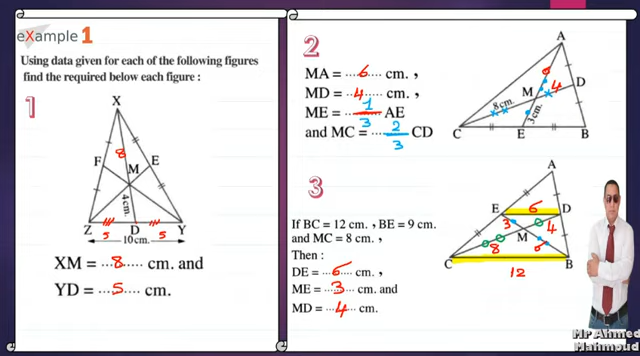 eXample 1
Using data given for each of the following figures
find the required below each figure :
1
X
8
F
E
M
4 cm.
Z
D
Y
5
5
10 cm.
XM = ...8... cm. and
YD = ...5... cm.
2
MA = ...6... cm. ,
MD = ...4... cm. ,
ME = ...1/3... AE
and MC = ...2/3... CD
A
6
D
4
M
8 cm.
3 cm.
C
E
B
3
If BC = 12 cm. , BE = 9 cm.
and MC = 8 cm. ,
Then :
DE = ...6... cm. ,
ME = ...3... cm. and
MD = ...4... cm.
A
E
6
D
3
4
M
8
6
C
B
12
Mr Ahmed
Mahmoud